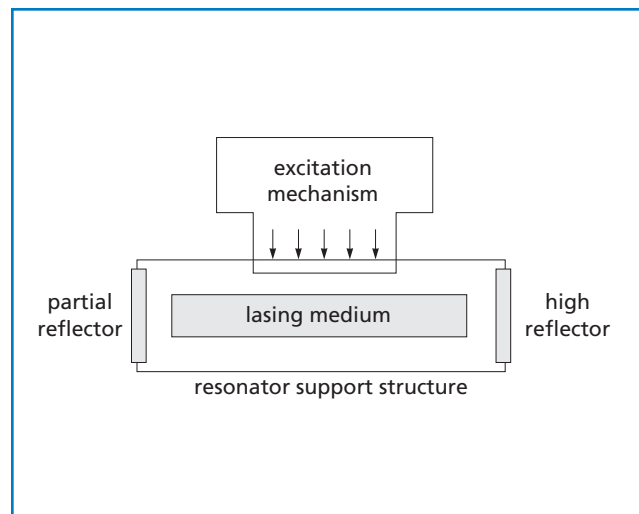 excitation
mechanism
partial
reflector
lasing medium
high
reflector
resonator support structure